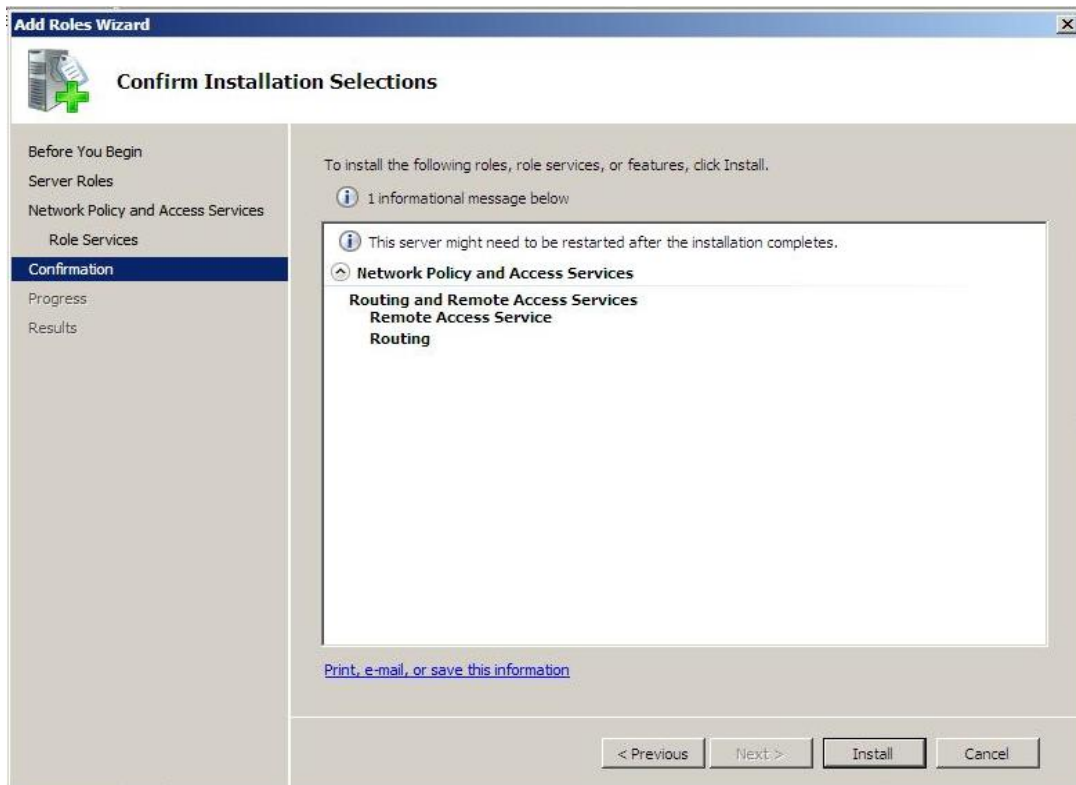 Add Roles Wizard
Confirm Installation Selections
Before You Begin
Server Roles
Network Policy and Access Services
Role Services
Confirmation
Progress
Results
To install the following roles, role services, or features, click Install.
1 informational message below
This server might need to be restarted after the installation completes.
Network Policy and Access Services
Routing and Remote Access Services
Remote Access Service
Routing
Print, e-mail, or save this information
< Previous
Next >
Install
Cancel